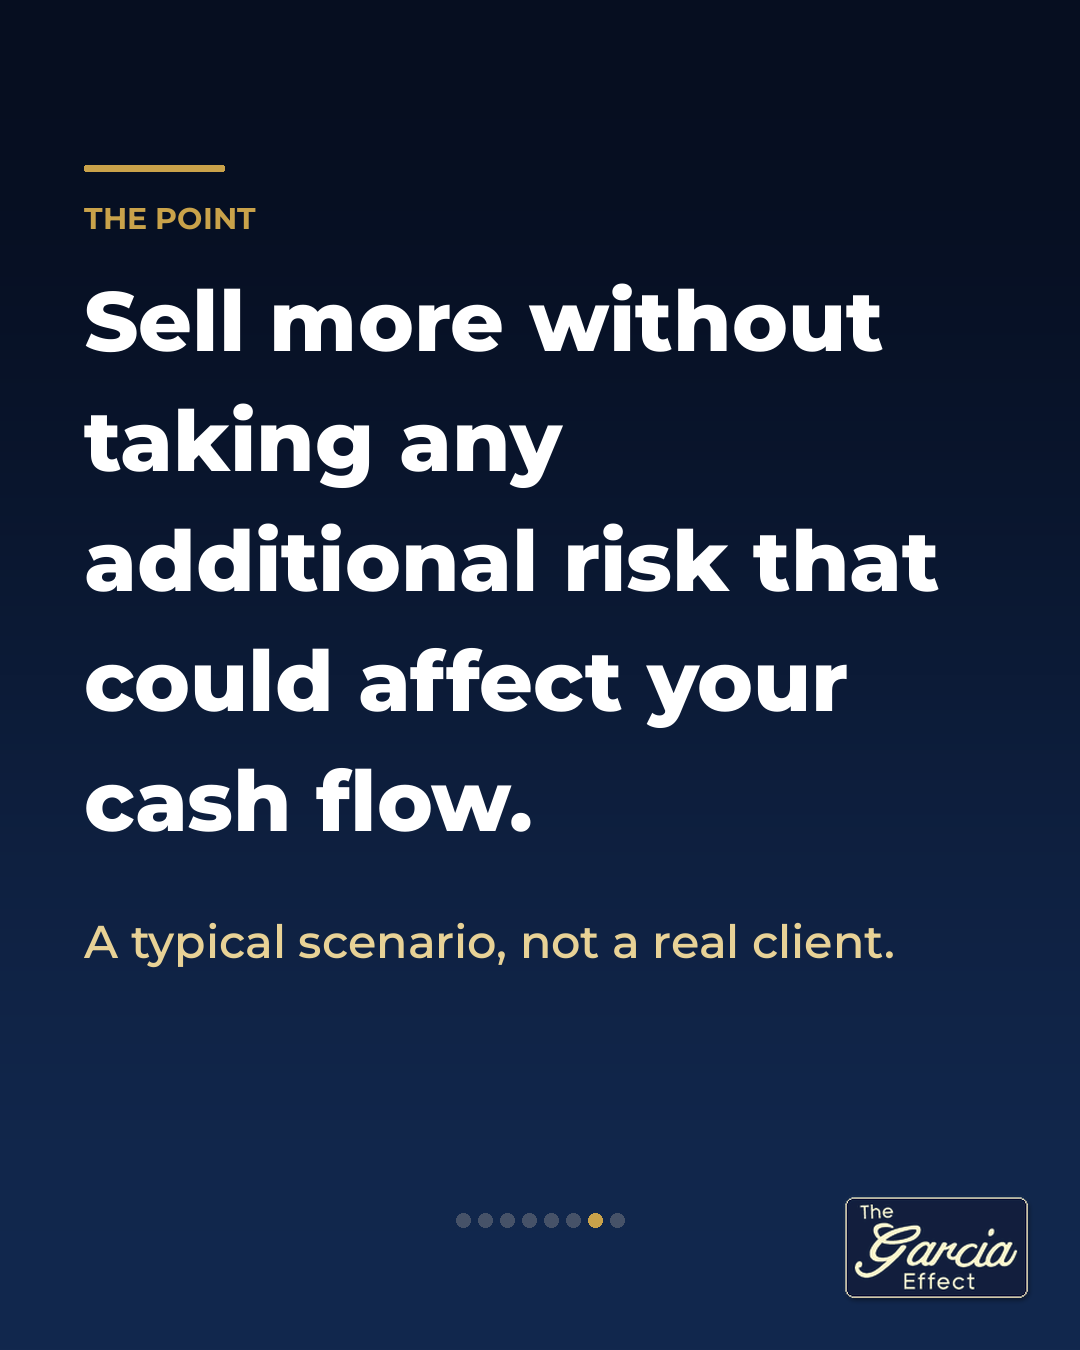 THE POINT
Sell more without
taking any
additional risk that
could affect your
cash flow.
A typical scenario, not a real client.
The
Garcia
Effect